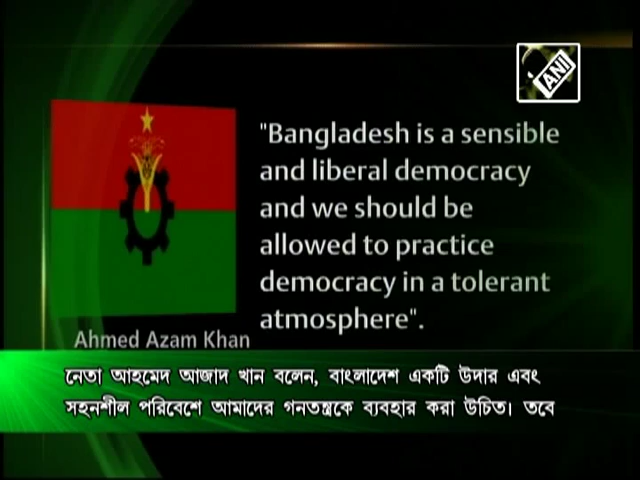 ANI
"Bangladesh is a sensible
and liberal democracy
and we should be
allowed to practice
democracy in a tolerant
atmosphere".
Ahmed Azam Khan
নেতা আহমেদ আজাদ খান বলেন, বাংলাদেশ একটি উদার এবং
সহনশীল পরিবেশে আমাদের গনতন্ত্রকে ব্যবহার করা উচিত। তবে